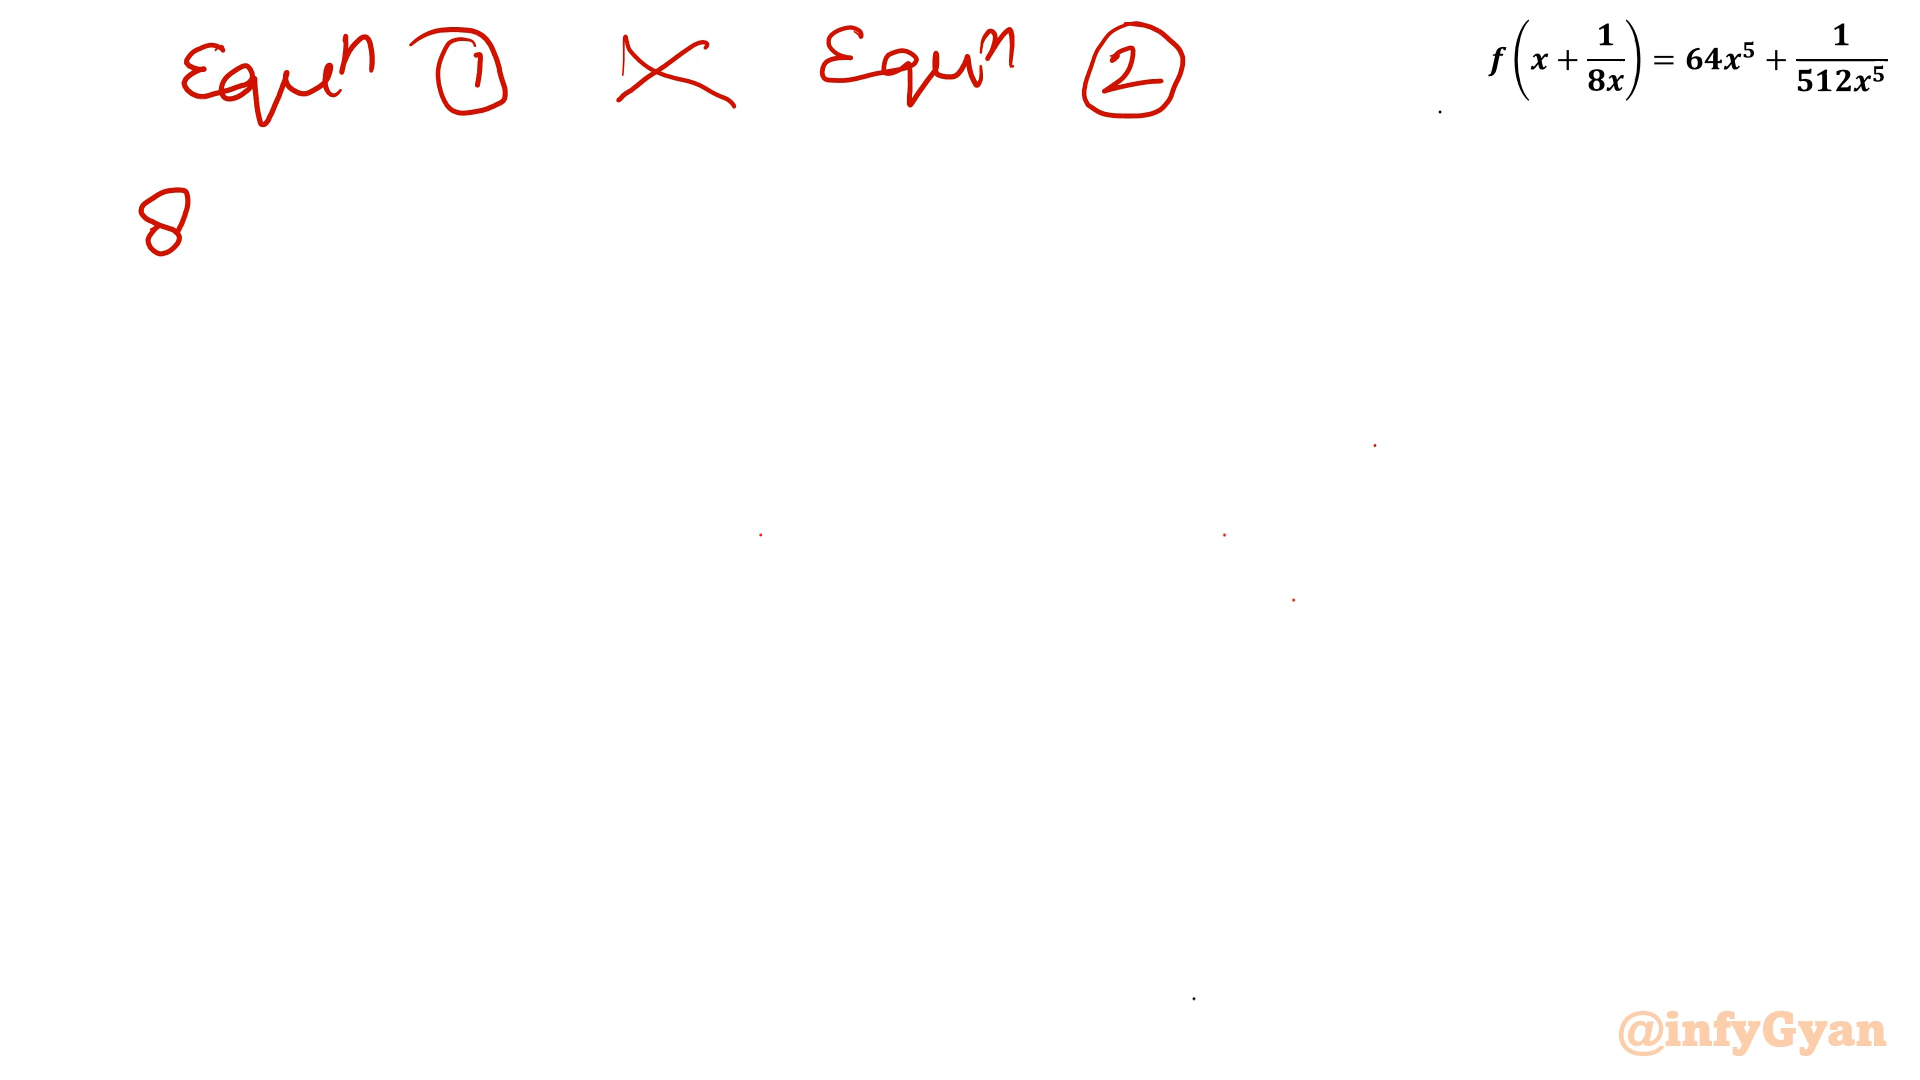 Equⁿ ① × Equⁿ ②
f(x + 1/8x) = 64x⁵ + 1/512x⁵
8
@infyGyan